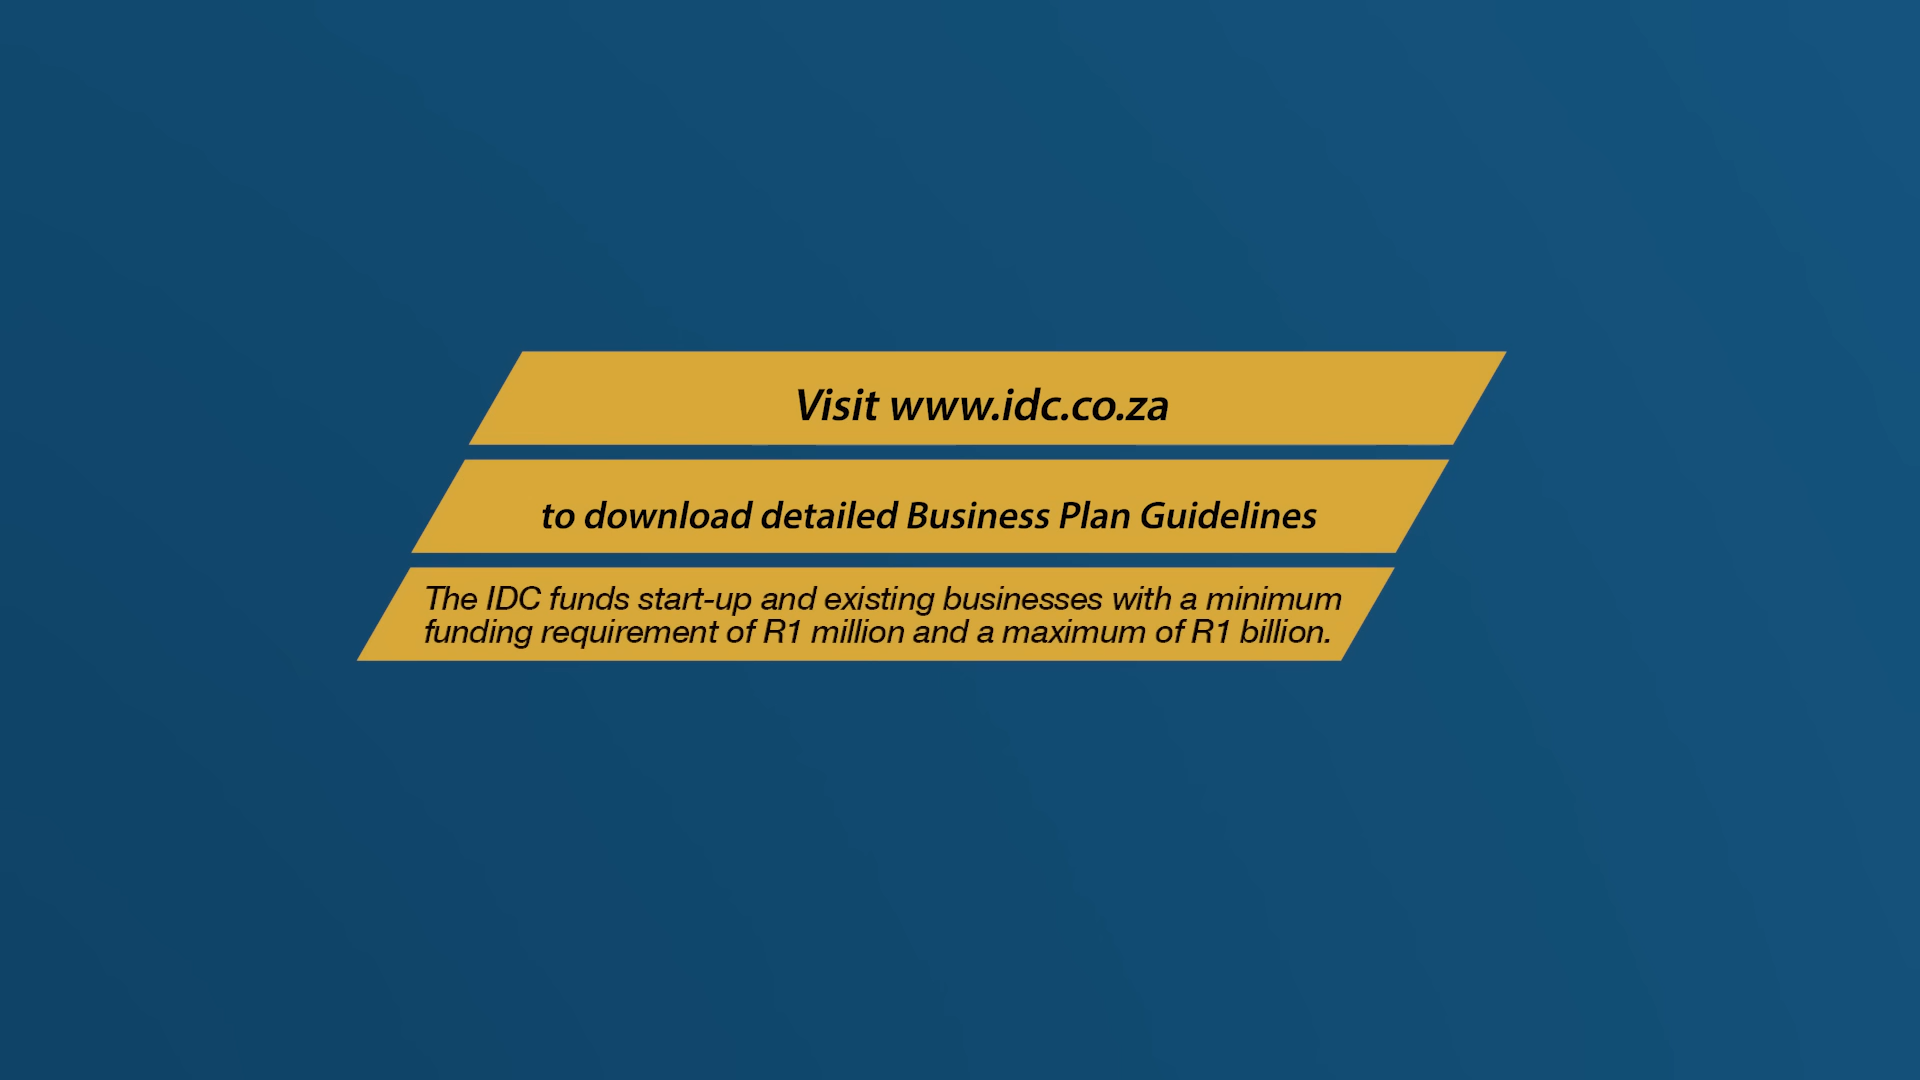 Visit www.idc.co.za
to download detailed Business Plan Guidelines
The IDC funds start-up and existing businesses with a minimum
funding requirement of R1 million and a maximum of R1 billion.